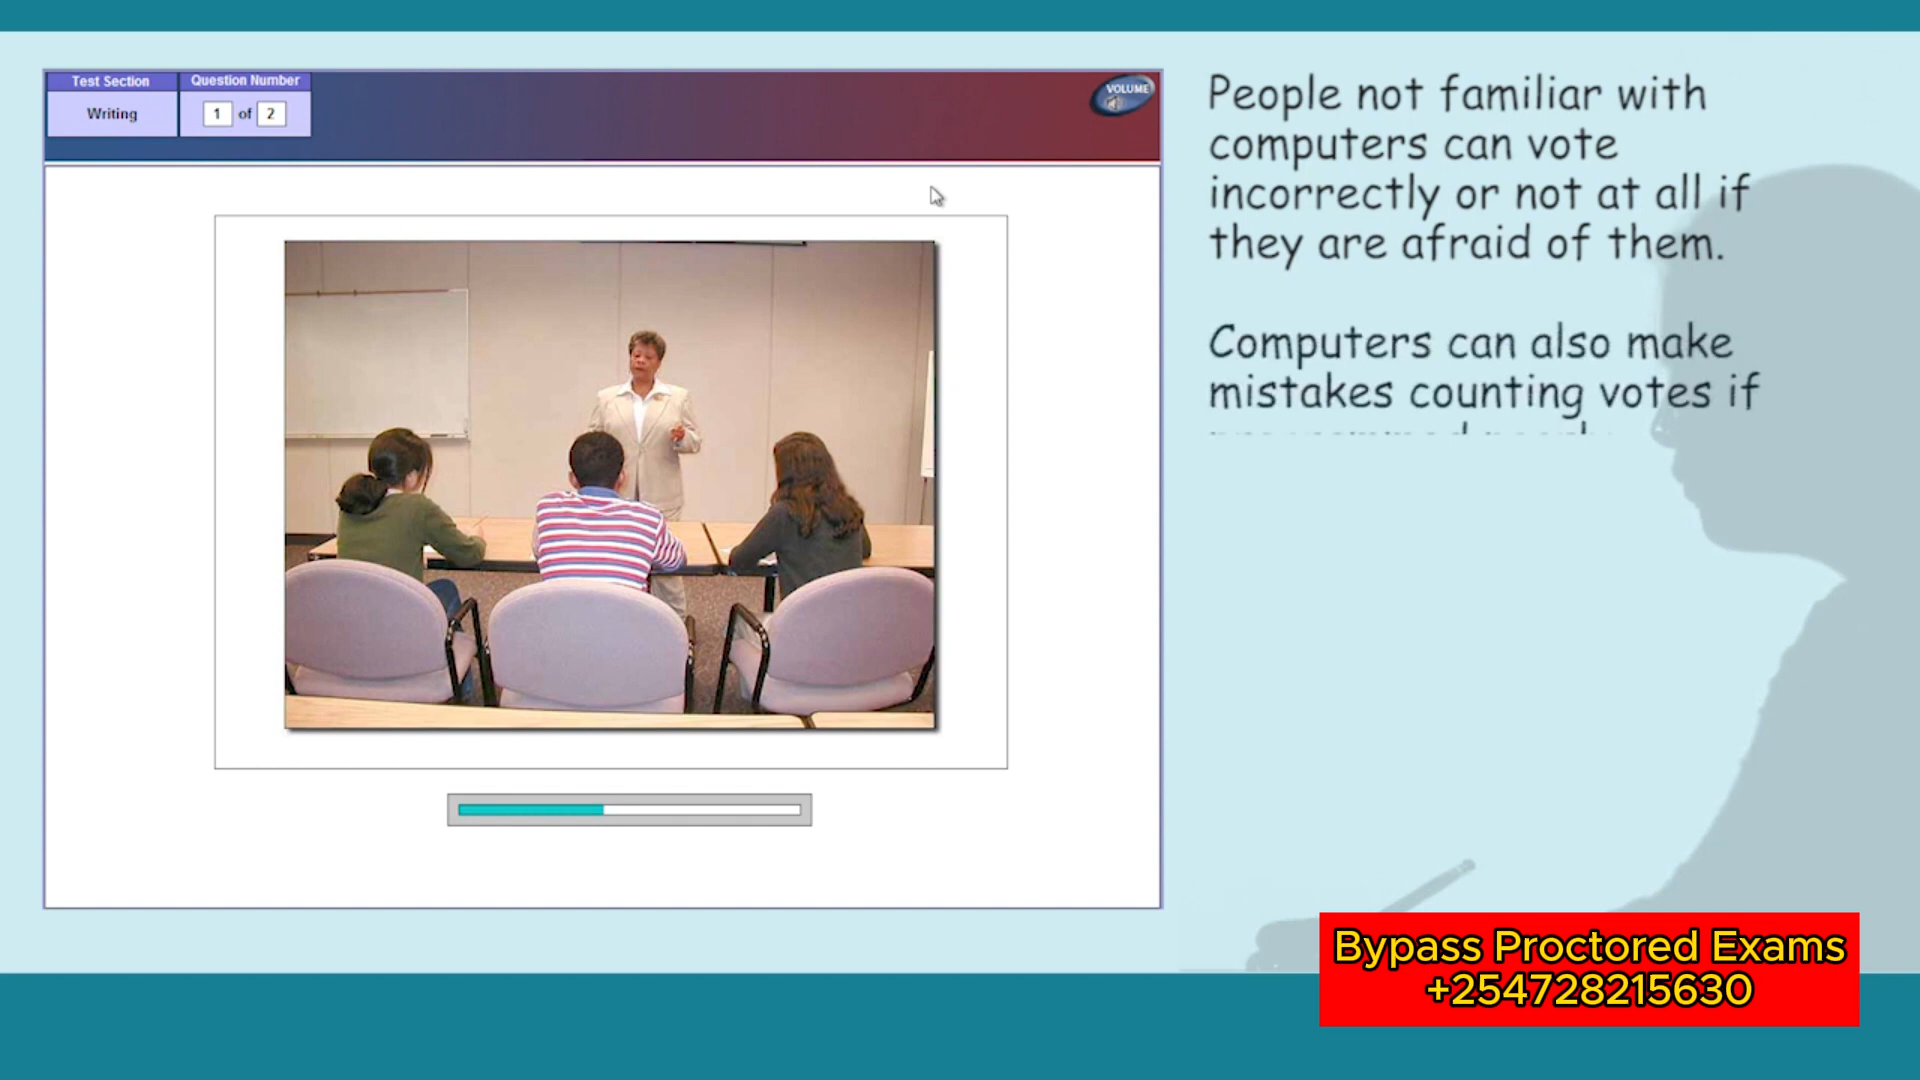 Test Section
Question Number
Writing
1 of 2
VOLUME
People not familiar with
computers can vote
incorrectly or not at all if
they are afraid of them.
Computers can also make
mistakes counting votes if
Bypass Proctored Exams
+254728215630